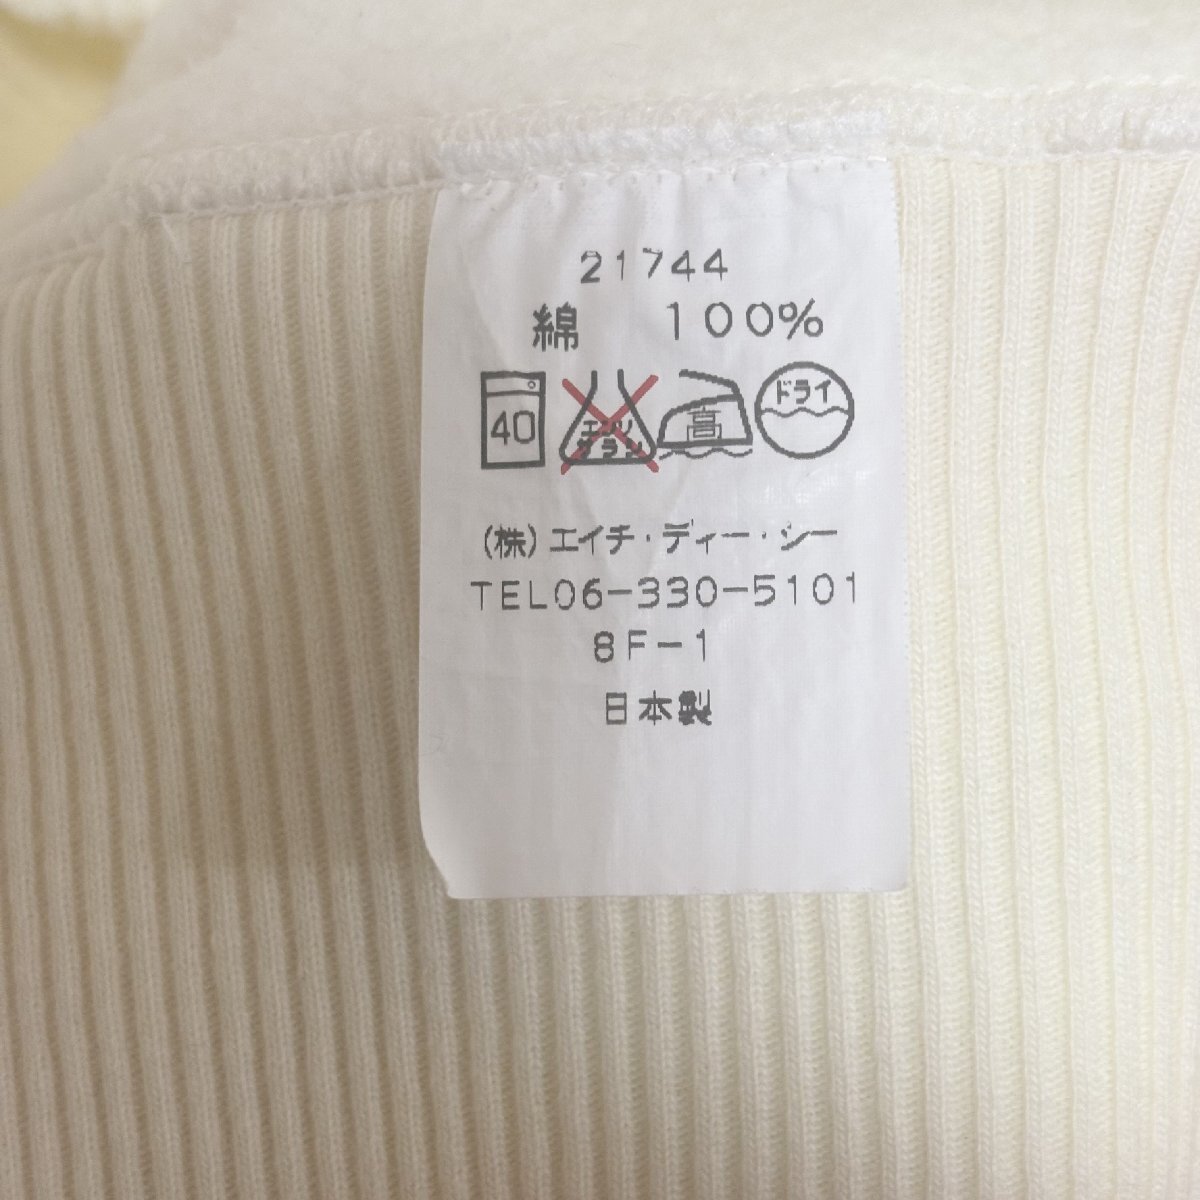 21744
綿 100%
40 エンソ サラシ 高 ドライ
(株)エイチ・ディー・シー
TEL06-330-5101
8F-1
日本製